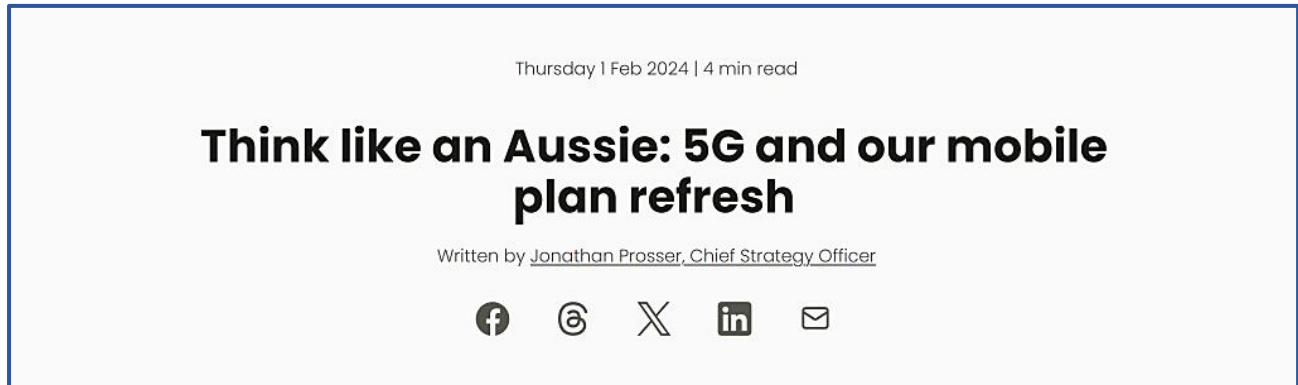 Thursday 1 Feb 2024 | 4 min read
Think like an Aussie: 5G and our mobile
plan refresh
Written by Jonathan Prosser, Chief Strategy Officer